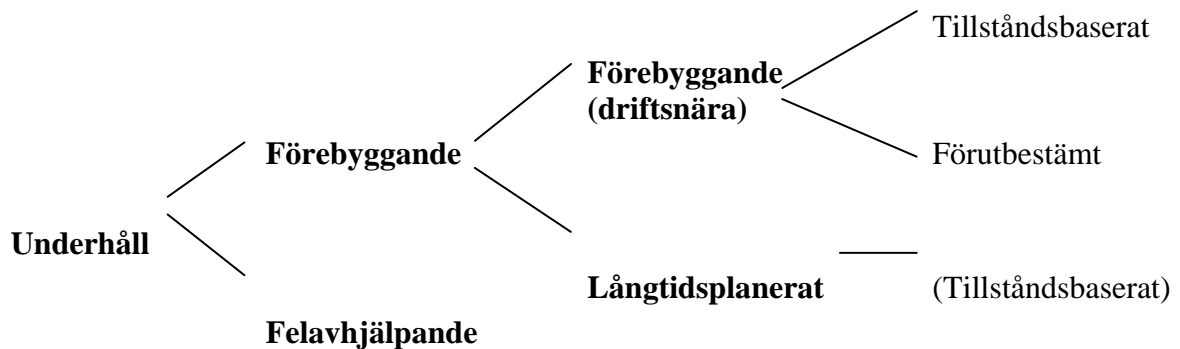 Tillståndsbaserat
Förebyggande
(driftsnära)
Förebyggande
Förutbestämt
Underhåll
Långtidsplanerat
(Tillståndsbaserat)
Felavhjälpande